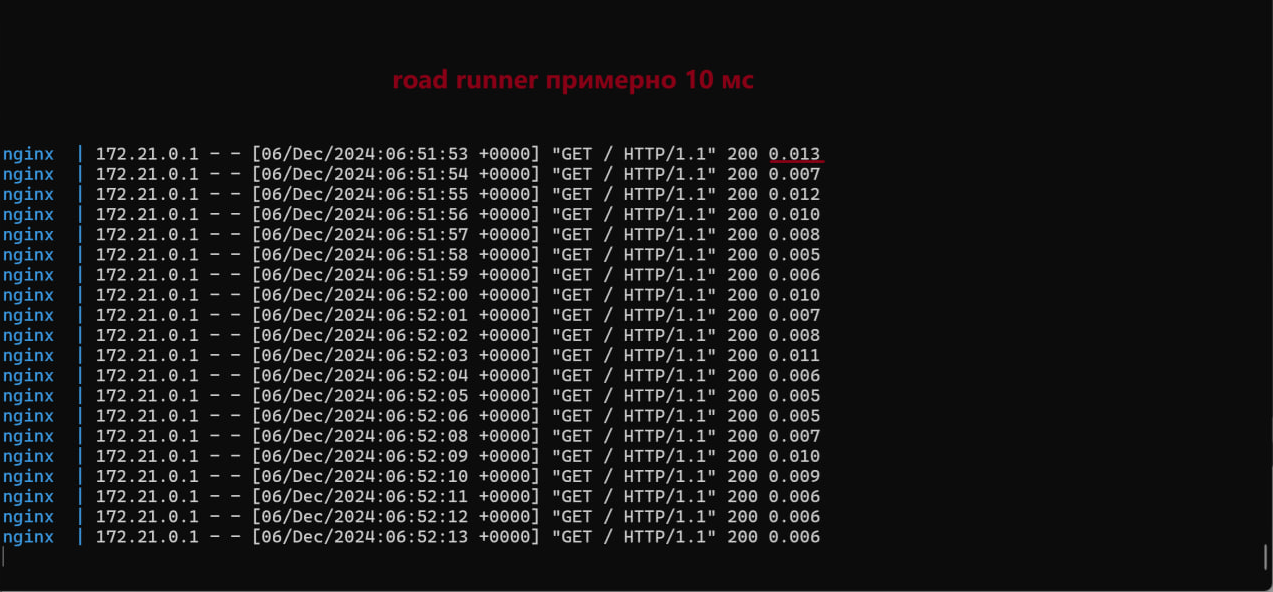 road runner примерно 10 мс
nginx | 172.21.0.1 - - [06/Dec/2024:06:51:53 +0000] "GET / HTTP/1.1" 200 0.013
nginx | 172.21.0.1 - - [06/Dec/2024:06:51:54 +0000] "GET / HTTP/1.1" 200 0.007
nginx | 172.21.0.1 - - [06/Dec/2024:06:51:55 +0000] "GET / HTTP/1.1" 200 0.012
nginx | 172.21.0.1 - - [06/Dec/2024:06:51:56 +0000] "GET / HTTP/1.1" 200 0.010
nginx | 172.21.0.1 - - [06/Dec/2024:06:51:57 +0000] "GET / HTTP/1.1" 200 0.008
nginx | 172.21.0.1 - - [06/Dec/2024:06:51:58 +0000] "GET / HTTP/1.1" 200 0.005
nginx | 172.21.0.1 - - [06/Dec/2024:06:51:59 +0000] "GET / HTTP/1.1" 200 0.006
nginx | 172.21.0.1 - - [06/Dec/2024:06:52:00 +0000] "GET / HTTP/1.1" 200 0.010
nginx | 172.21.0.1 - - [06/Dec/2024:06:52:01 +0000] "GET / HTTP/1.1" 200 0.007
nginx | 172.21.0.1 - - [06/Dec/2024:06:52:02 +0000] "GET / HTTP/1.1" 200 0.008
nginx | 172.21.0.1 - - [06/Dec/2024:06:52:03 +0000] "GET / HTTP/1.1" 200 0.011
nginx | 172.21.0.1 - - [06/Dec/2024:06:52:04 +0000] "GET / HTTP/1.1" 200 0.006
nginx | 172.21.0.1 - - [06/Dec/2024:06:52:05 +0000] "GET / HTTP/1.1" 200 0.005
nginx | 172.21.0.1 - - [06/Dec/2024:06:52:06 +0000] "GET / HTTP/1.1" 200 0.005
nginx | 172.21.0.1 - - [06/Dec/2024:06:52:08 +0000] "GET / HTTP/1.1" 200 0.007
nginx | 172.21.0.1 - - [06/Dec/2024:06:52:09 +0000] "GET / HTTP/1.1" 200 0.010
nginx | 172.21.0.1 - - [06/Dec/2024:06:52:10 +0000] "GET / HTTP/1.1" 200 0.009
nginx | 172.21.0.1 - - [06/Dec/2024:06:52:11 +0000] "GET / HTTP/1.1" 200 0.006
nginx | 172.21.0.1 - - [06/Dec/2024:06:52:12 +0000] "GET / HTTP/1.1" 200 0.006
nginx | 172.21.0.1 - - [06/Dec/2024:06:52:13 +0000] "GET / HTTP/1.1" 200 0.006